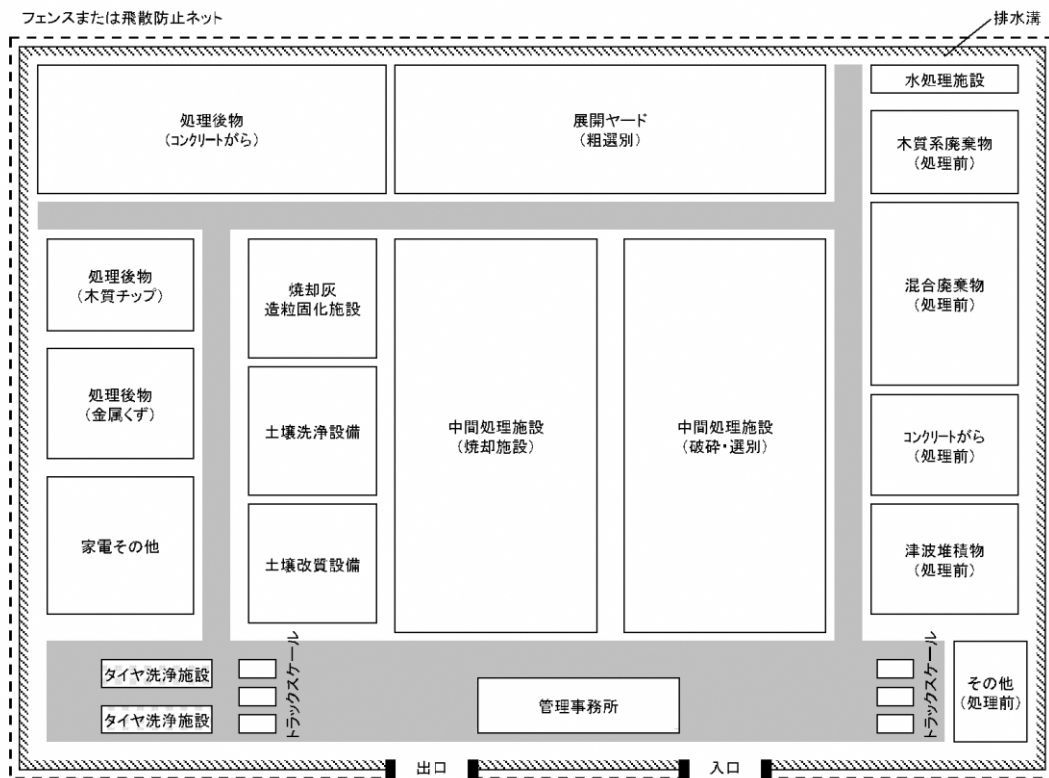 フェンスまたは飛散防止ネット
排水溝
処理後物
(コンクリートがら)
展開ヤード
(粗選別)
水処理施設
木質系廃棄物
(処理前)
処理後物
(木質チップ)
焼却灰
造粒固化施設
混合廃棄物
(処理前)
処理後物
(金属くず)
土壌洗浄設備
中間処理施設
(焼却施設)
中間処理施設
(破砕・選別)
コンクリートがら
(処理前)
家電その他
土壌改質設備
津波堆積物
(処理前)
タイヤ洗浄施設
タイヤ洗浄施設
トラックスケール
管理事務所
トラックスケール
その他
(処理前)
出口
入口